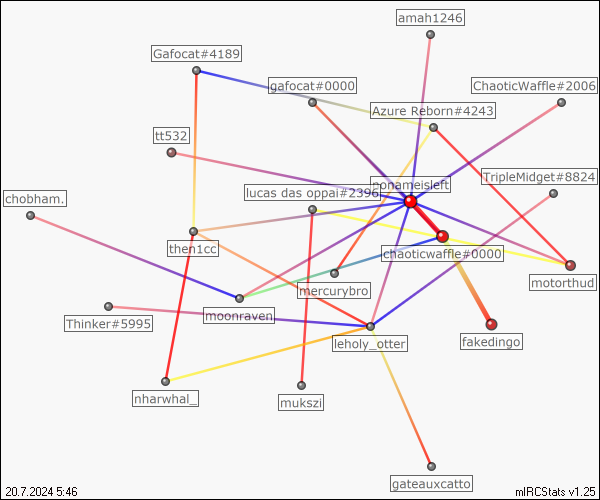 amah1246
Gafocat#4189
gafocat#0000
ChaoticWaffle#2006
Azure Reborn#4243
tt532
nonameisleft
TripleMidget#8824
lucas das oppai#2396
chobham.
then1cc
chaoticwaffle#0000
mercurybro
motorthud
moonraven
Thinker#5995
leholy_otter
fakedingo
nharwhal_
mukszi
gateauxcatto
20.7.2024 5:46
mIRCStats v1.25